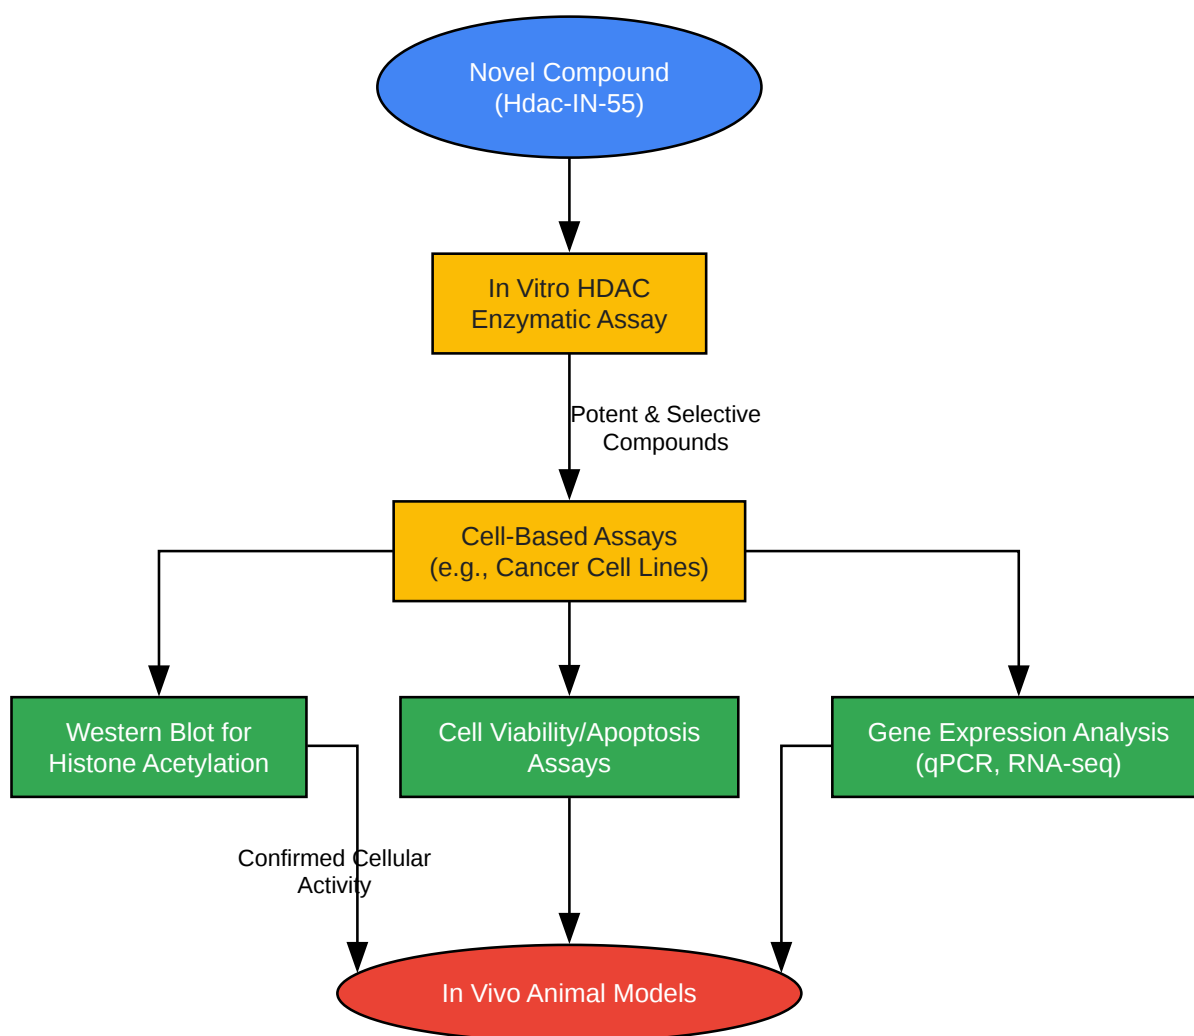 Novel Compound
(Hdac-IN-55)
In Vitro HDAC
Enzymatic Assay
Potent & Selective
Compounds
Cell-Based Assays
(e.g., Cancer Cell Lines)
Western Blot for
Histone Acetylation
Cell Viability/Apoptosis
Assays
Gene Expression Analysis
(qPCR, RNA-seq)
Confirmed Cellular
Activity
In Vivo Animal Models